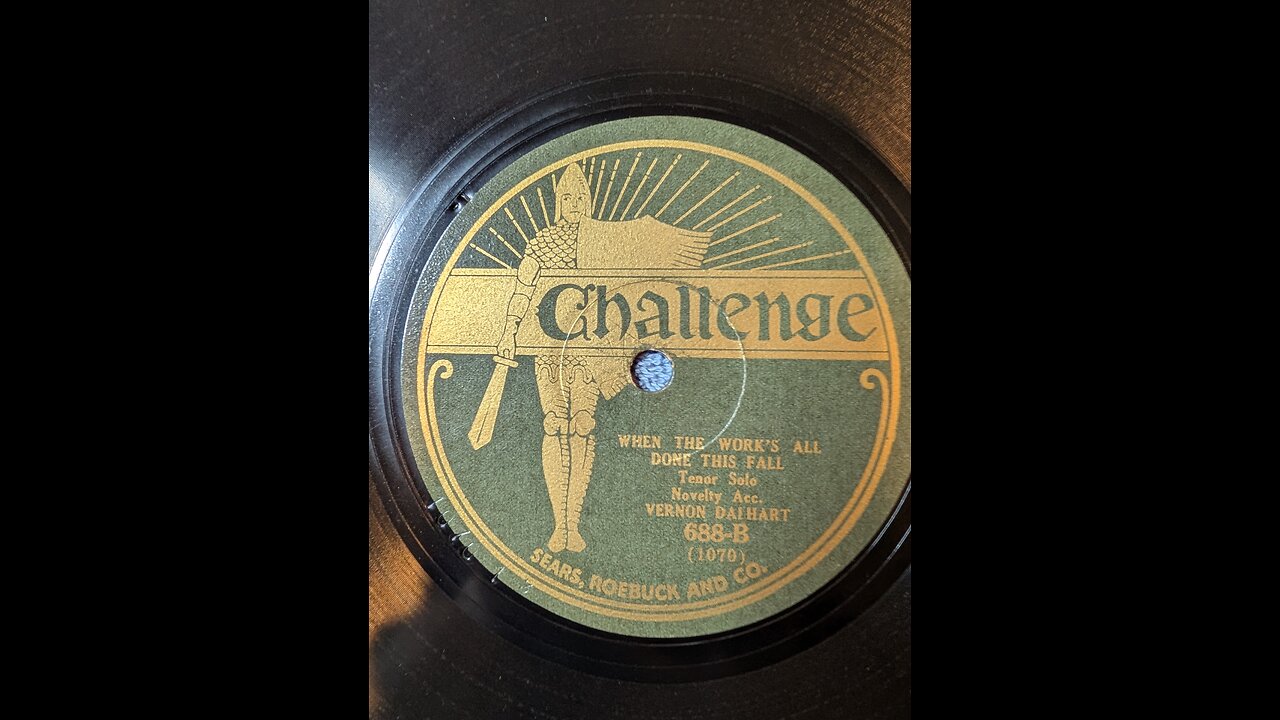 Challenge
WHEN THE WORK'S ALL
DONE THIS FALL
Tenor Solo
Novelty Acc.
VERNON DALHART
688-B
(1070)
SEARS, ROEBUCK AND CO.